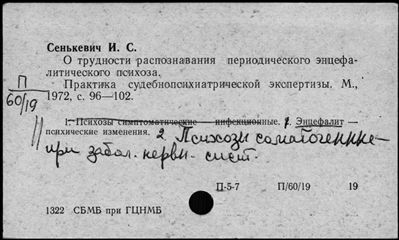 Сенькевич И. С.
О трудности распознавания периодического энцефа-
литического психоза.
Практика судебнопсихиатрической экспертизы. М.,
1972, с. 96—102.
П
60/19
1. Психозы симптоматические — инфекционные. 1. Энцефалит —
психические изменения. 2. Психозы соматогенные
при забол. нервн. сист.
П-5-7 П/60/19 19
1322 СБМБ при ГЦНМБ